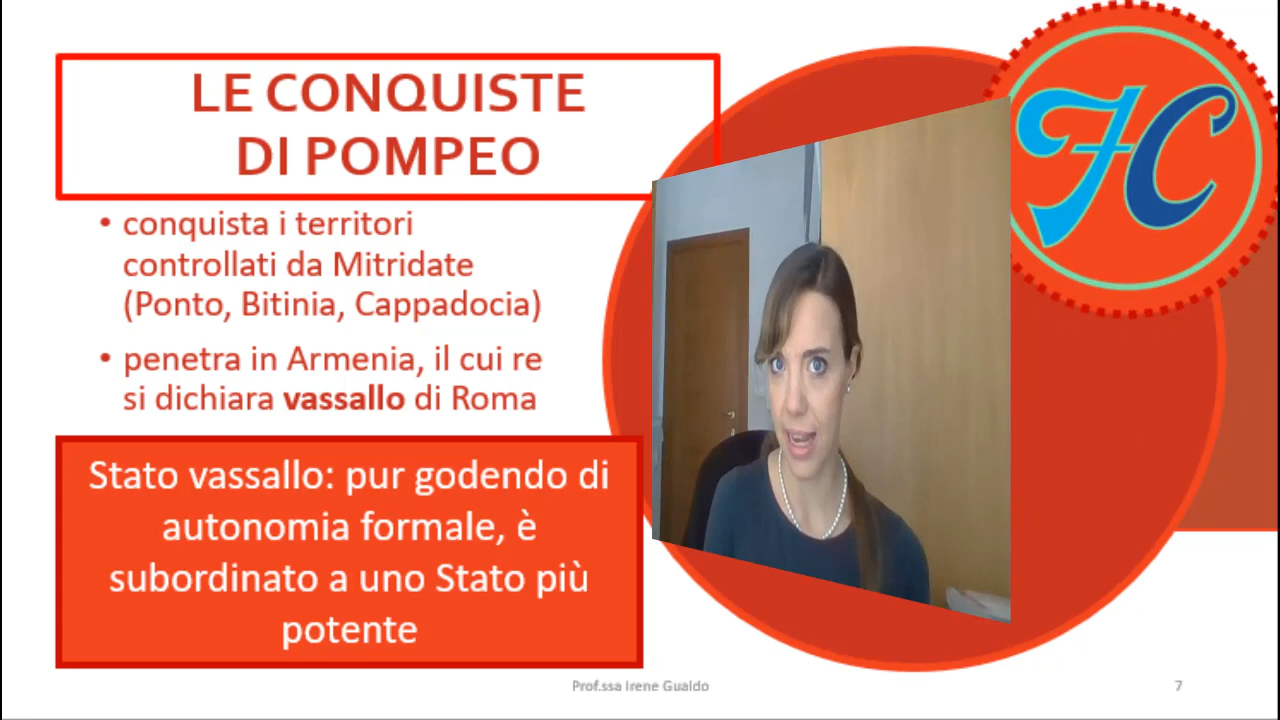 LE CONQUISTE
DI POMPEO
• conquista i territori
controllati da Mitridate
(Ponto, Bitinia, Cappadocia)
• penetra in Armenia, il cui re
si dichiara vassallo di Roma
Stato vassallo: pur godendo di
autonomia formale, è
subordinato a uno Stato più
potente
FC
Prof.ssa Irene Gualdo
7